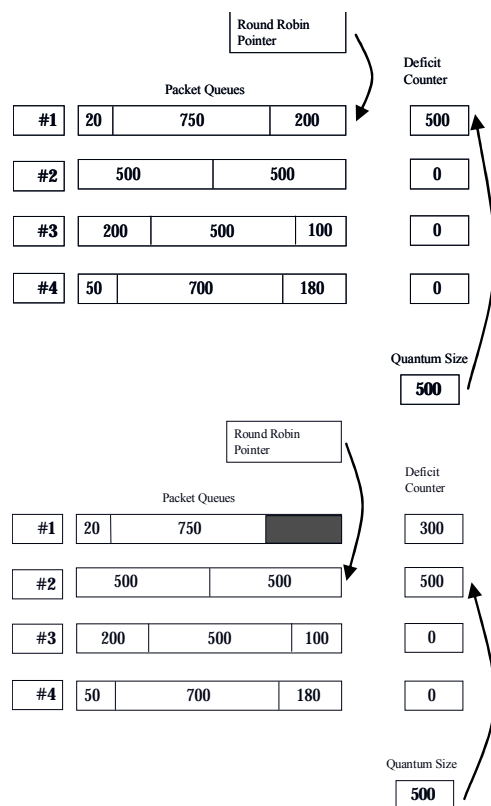 Round Robin
Pointer
Deficit
Counter
Packet Queues
#1 20 750 200 500
#2 500 500 0
#3 200 500 100 0
#4 50 700 180 0
Quantum Size
500
Round Robin
Pointer
Deficit
Counter
Packet Queues
#1 20 750 300
#2 500 500 500
#3 200 500 100 0
#4 50 700 180 0
Quantum Size
500